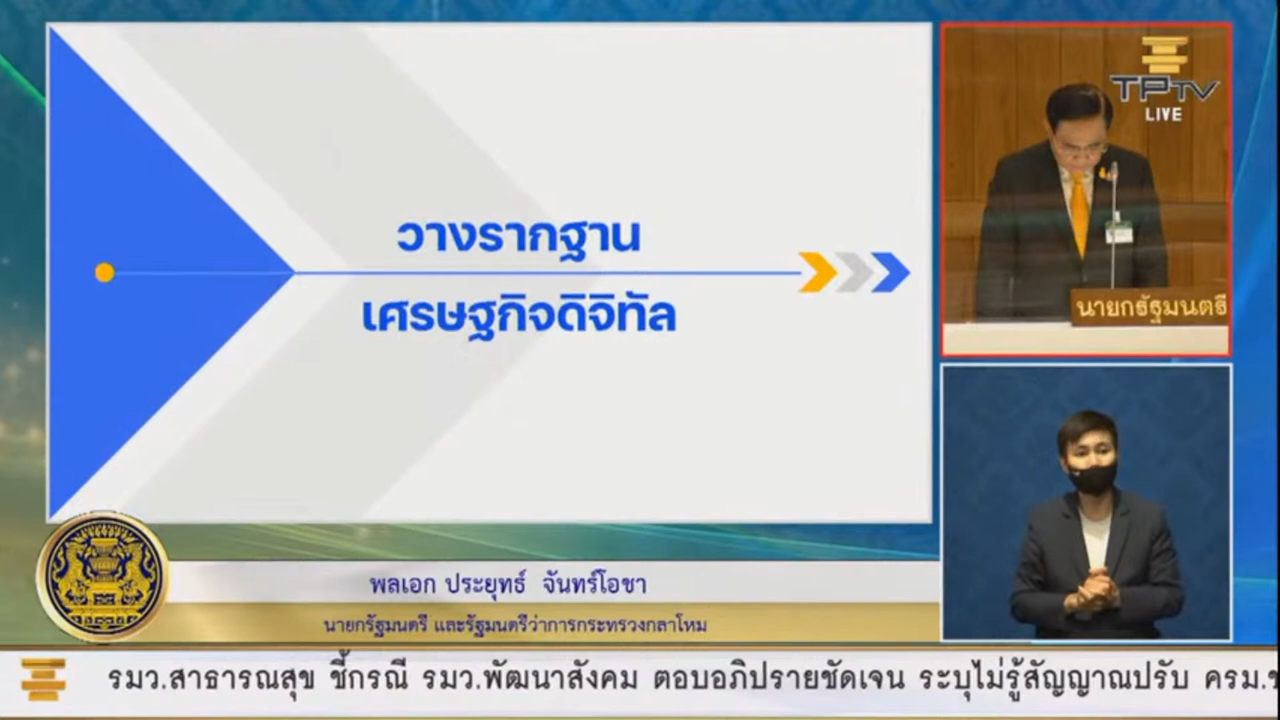 วางรากฐาน
เศรษฐกิจดิจิทัล
TPTV
LIVE
นายกรัฐมนตรี
พลเอก ประยุทธ์ จันทร์โอชา
นายกรัฐมนตรี และรัฐมนตรีว่าการกระทรวงกลาโหม
รมว.สาธารณสุข ชี้กรณี รมว.พัฒนาสังคม ตอบอภิปรายชัดเจน ระบุไม่รู้สัญญาณปรับ ครม.